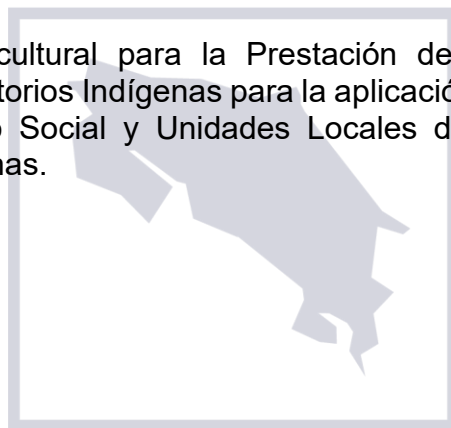 cultural para la Prestación de
torios Indígenas para la aplicació
Social y Unidades Locales d
nas.